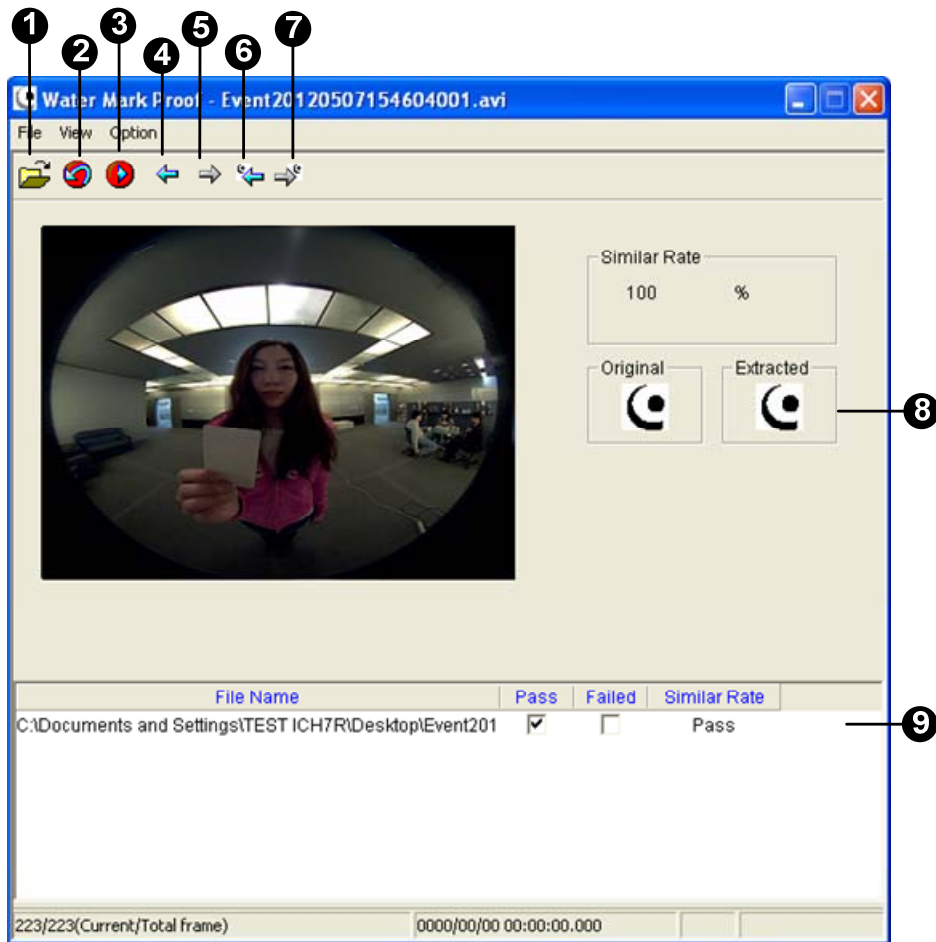 1
2
3
4
5
6
7
Water Mark Proof - Event20120507154604001.avi
File View Option
Similar Rate
100 %
Original
Extracted
8
File Name Pass Failed Similar Rate
C:\Documents and Settings\TEST ICH7R\Desktop\Event201 Pass
9
223/223(Current/Total frame) 0000/00/00 00:00:00.000